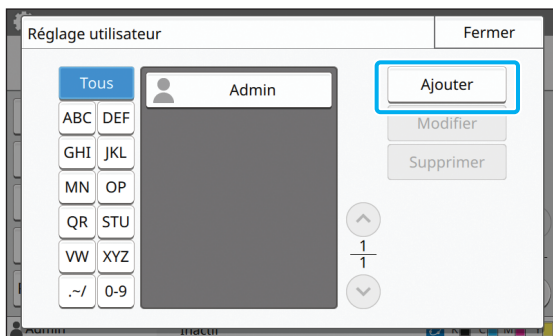 Réglage utilisateur
Fermer
Tous
ABC DEF
GHI JKL
MN OP
QR STU
VW XYZ
.~/ 0-9
Admin
1
1
Ajouter
Modifier
Supprimer
Admin
Inactif